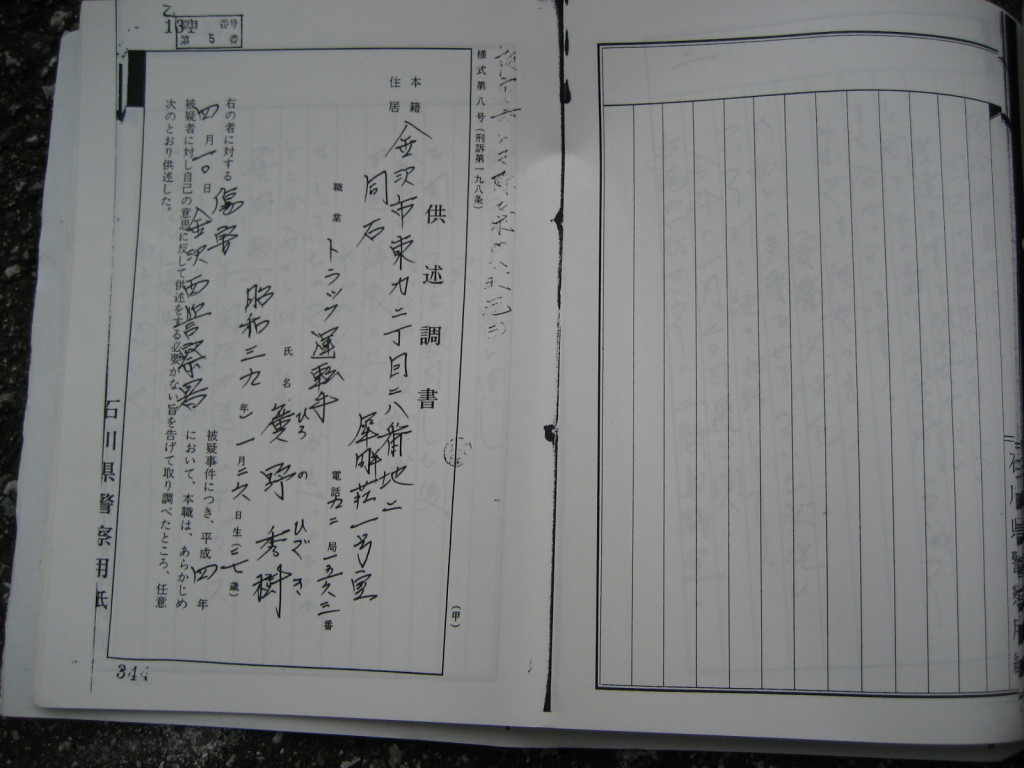 乙
131
番号
第 5 番
様式第八号(刑訴第一九八条)
(甲)
供述調書
本籍
住居
金沢市東力二丁目二八番地二
犀明荘一号室
同右
電話 九一局一五六二番
職業 トラック運転手
氏名 廣野秀樹
ひろ の ひで き
昭和三九年一月二六日生(二七歳)
右の者に対する 傷害 被疑事件につき、平成四年
四月一〇日 金沢西警察署 において、本職は、あらかじめ
被疑者に対し自己の意思に反して供述をする必要がない旨を告げて取り調べたところ、任意
次のとおり供述した。
石川県警察用紙
344